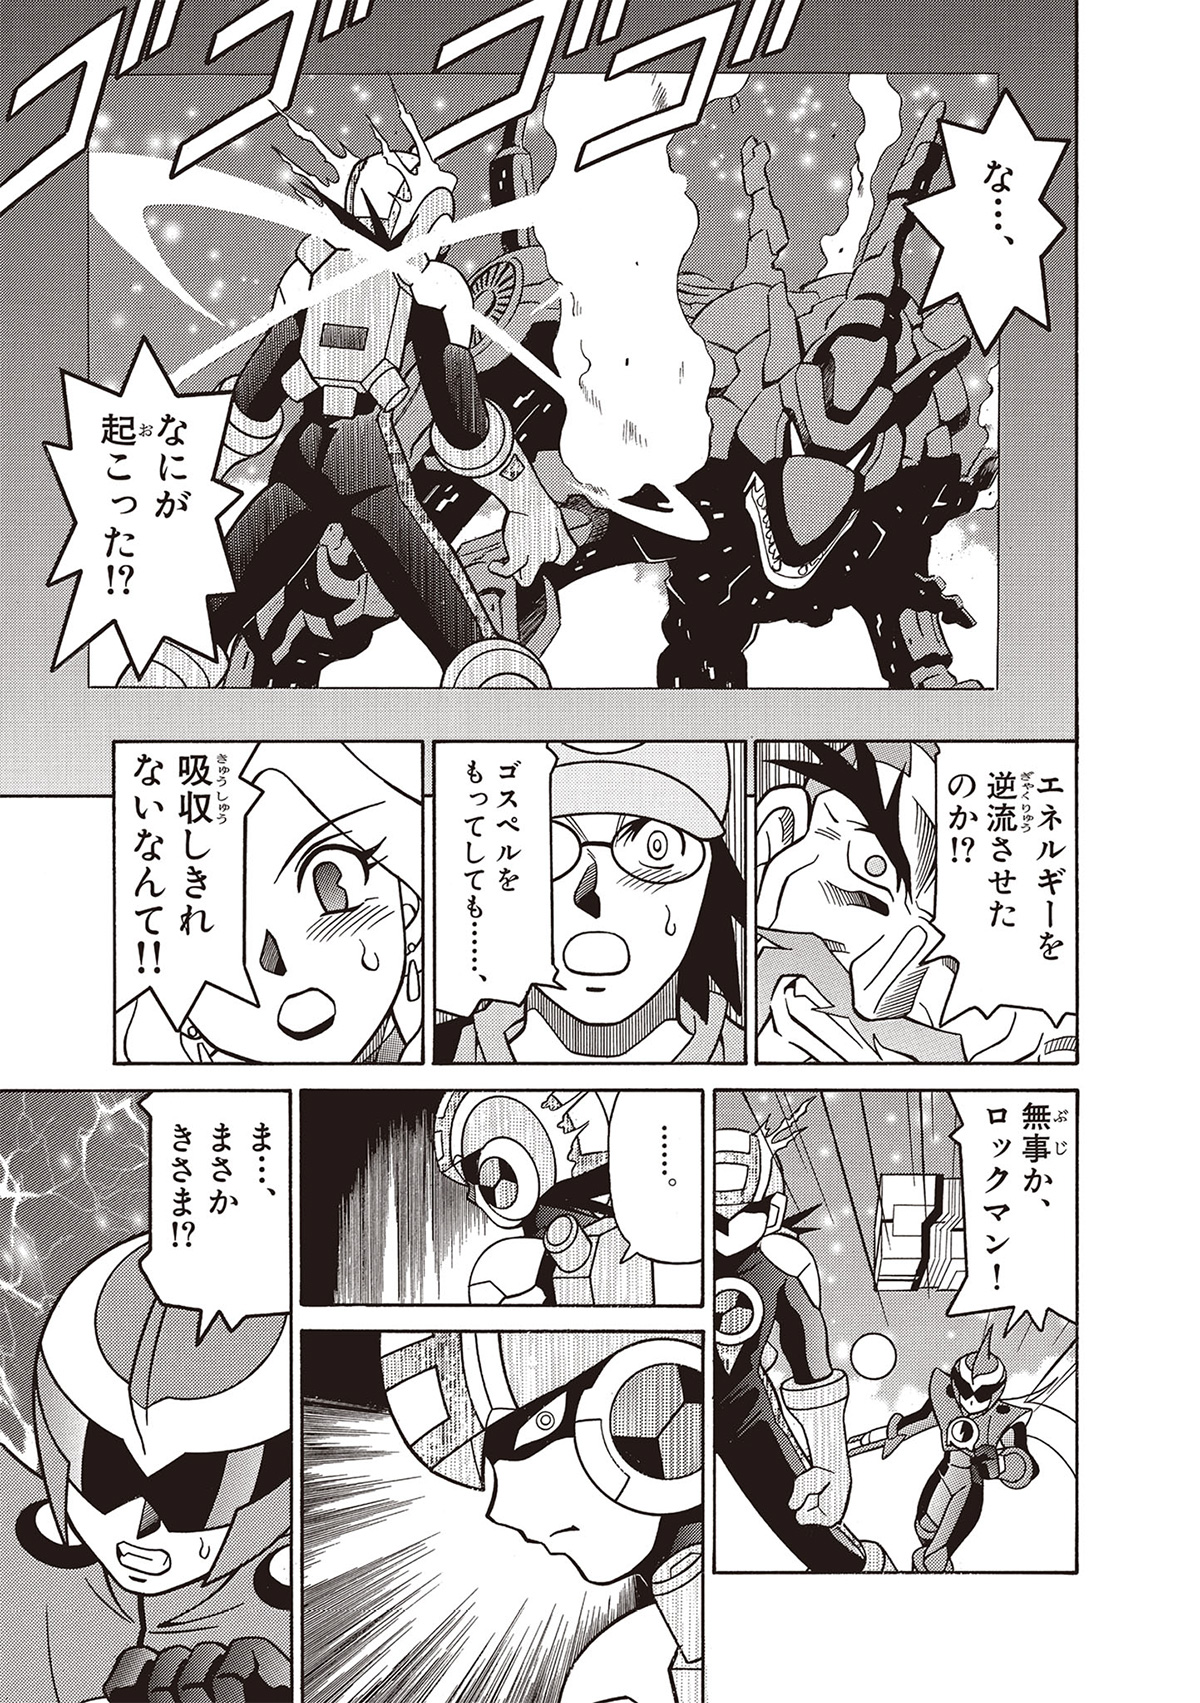 ゴゴゴゴ
な…、
なにが
起こった!?
エネルギーを
逆流させた
のか!?
ゴスペルを
もってしても………、
吸収しきれ
ないなんて!!
無事か、
ロックマン!
……。
ま…、
まさか
きさま!?